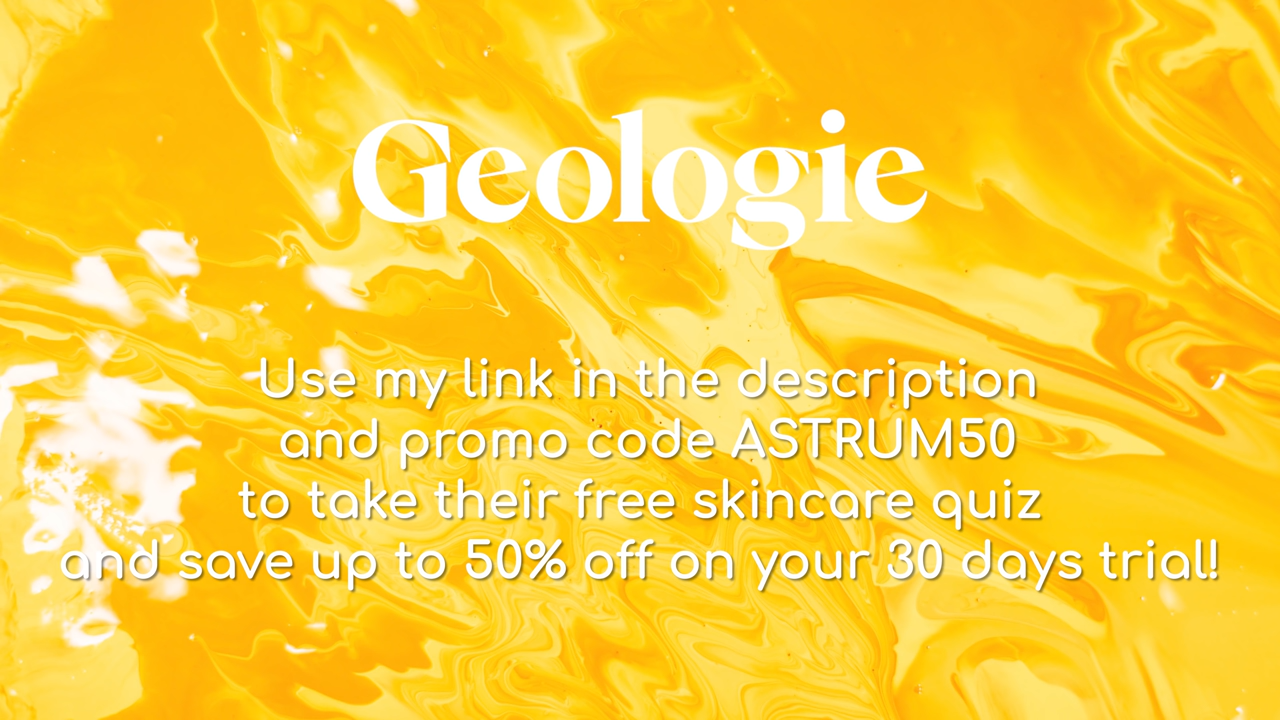 Geologie
Use my link in the description
and promo code ASTRUM50
to take their free skincare quiz
and save up to 50% off on your 30 days trial!